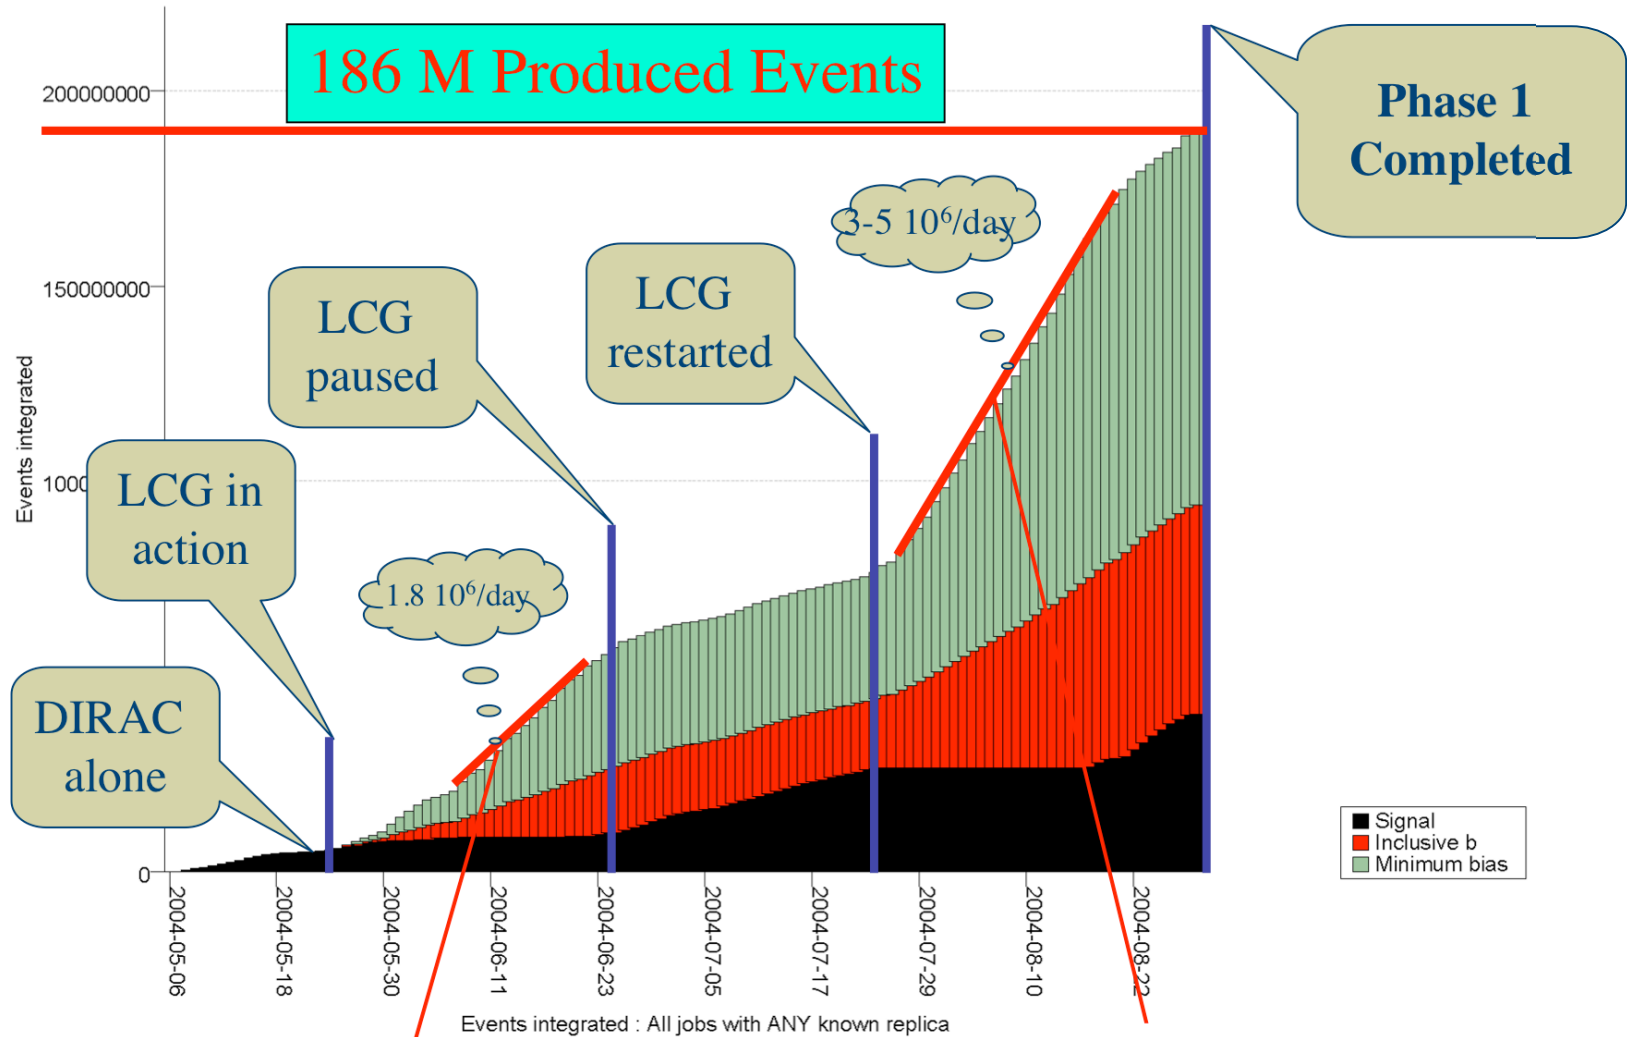 186 M Produced Events
Phase 1
Completed
3-5 10⁶/day
LCG
restarted
LCG
paused
LCG in
action
1.8 10⁶/day
DIRAC
alone
Events integrated
200000000
150000000
1000
0
2004-05-06
2004-05-18
2004-05-30
2004-06-11
2004-06-23
2004-07-05
2004-07-17
2004-07-29
2004-08-10
2004-08-22
Events integrated : All jobs with ANY known replica
Signal
Inclusive b
Minimum bias